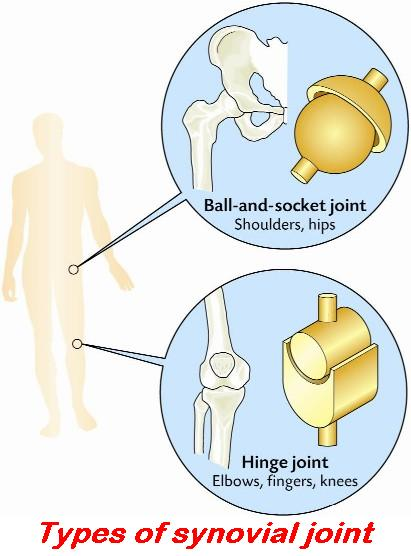 Ball-and-socket joint
Shoulders, hips
Hinge joint
Elbows, fingers, knees
Types of synovial joint